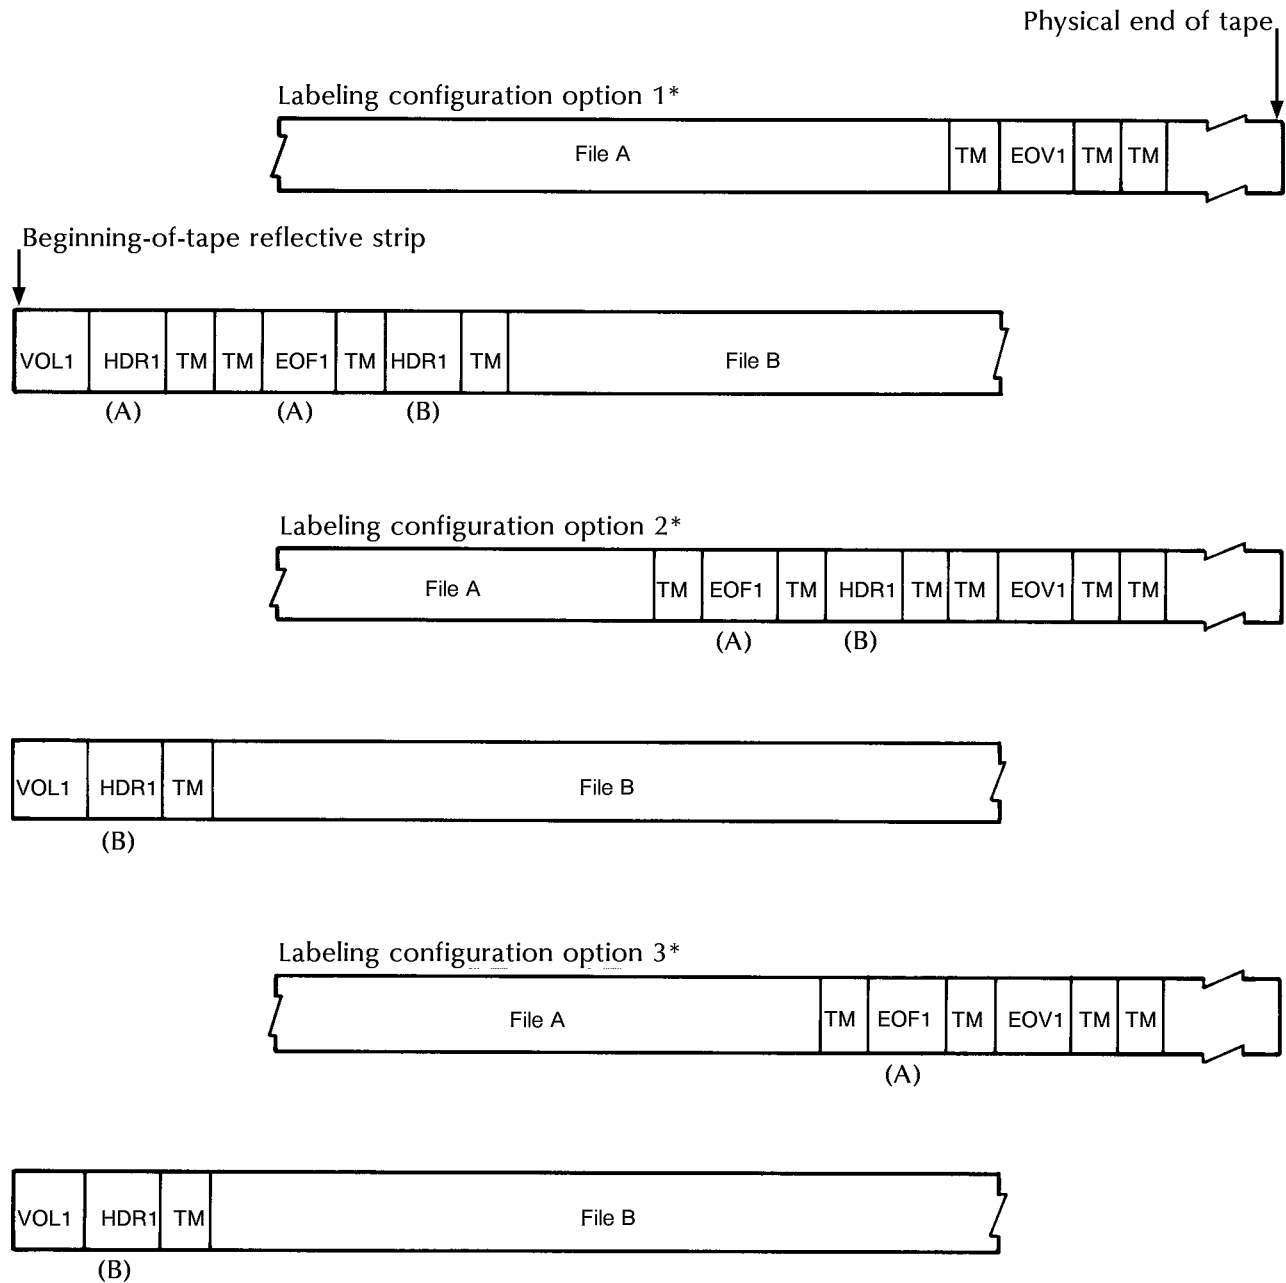 Physical end of tape
Labeling configuration option 1*
File A TM EOV1 TM TM
Beginning-of-tape reflective strip
VOL1 HDR1 TM TM EOF1 TM HDR1 TM File B
(A) (A) (B)
Labeling configuration option 2*
File A TM EOF1 TM HDR1 TM TM EOV1 TM TM
(A) (B)
VOL1 HDR1 TM File B
(B)
Labeling configuration option 3*
File A TM EOF1 TM EOV1 TM TM
(A)
VOL1 HDR1 TM File B
(B)